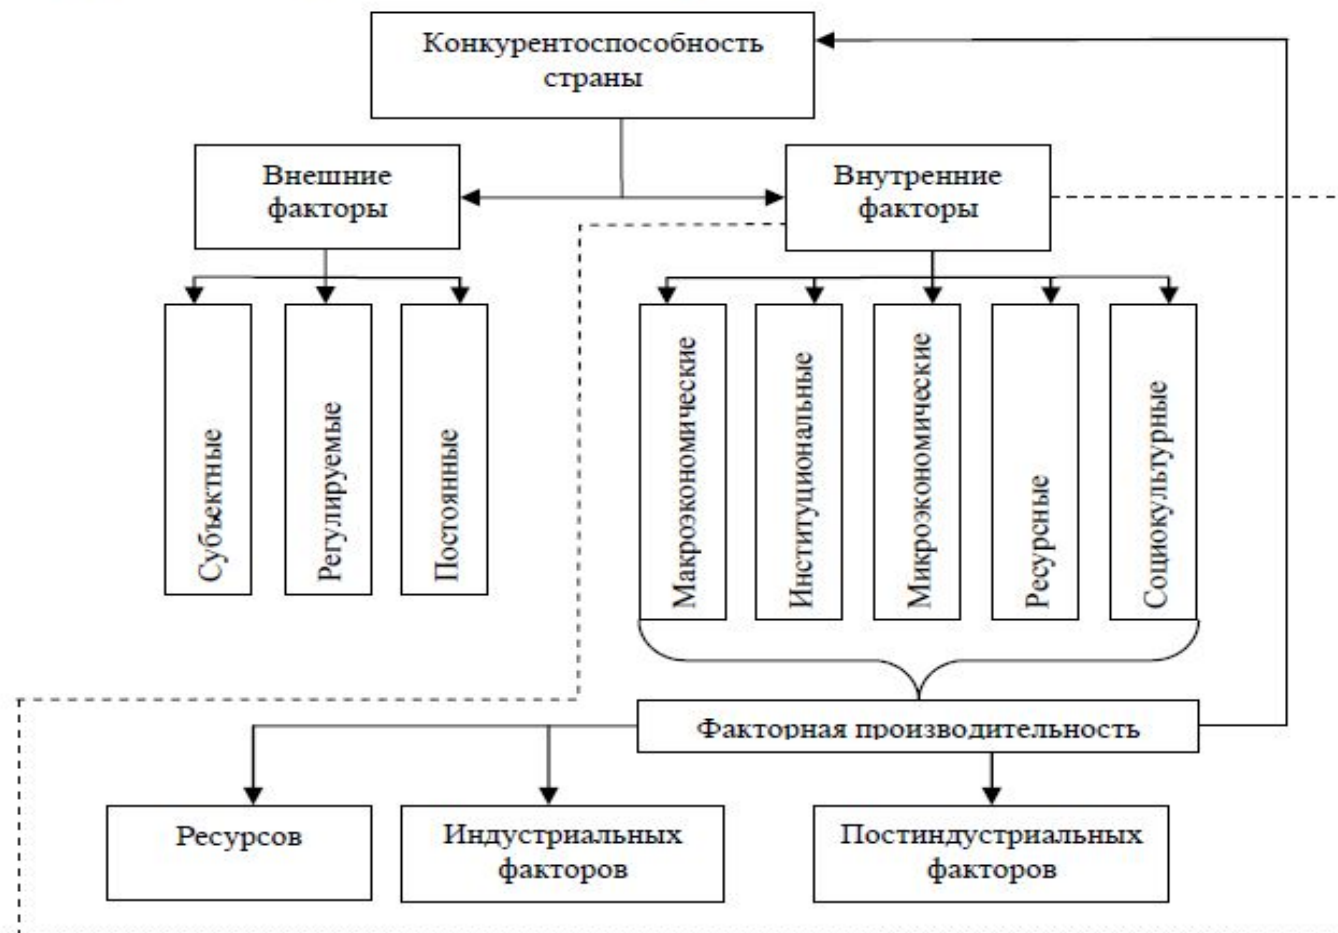 Конкурентоспособность
страны
Внешние
факторы
Внутренние
факторы
Субъектные
Регулируемые
Постоянные
Макроэкономические
Институциональные
Микроэкономические
Ресурсные
Социокультурные
Факторная производительность
Ресурсов
Индустриальных
факторов
Постиндустриальных
факторов